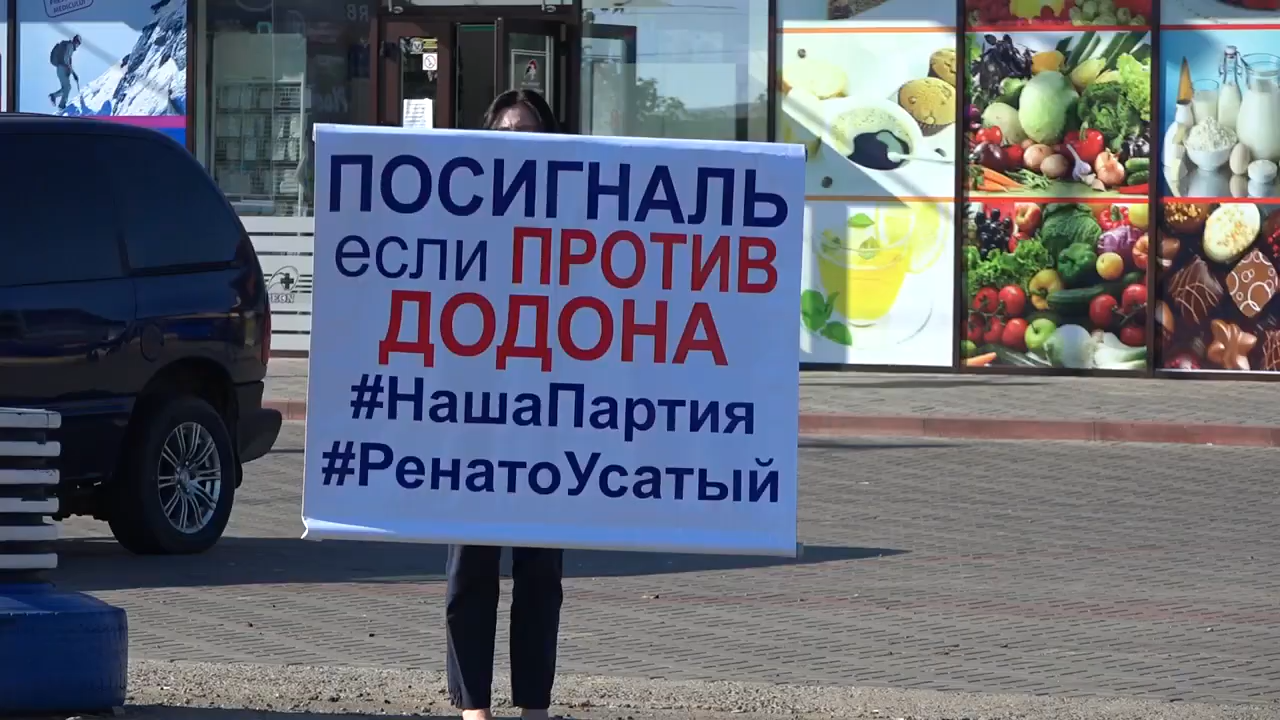 ПОСИГНАЛЬ
если ПРОТИВ
ДОДОНА
#НашаПартия
#РенатоУсатый